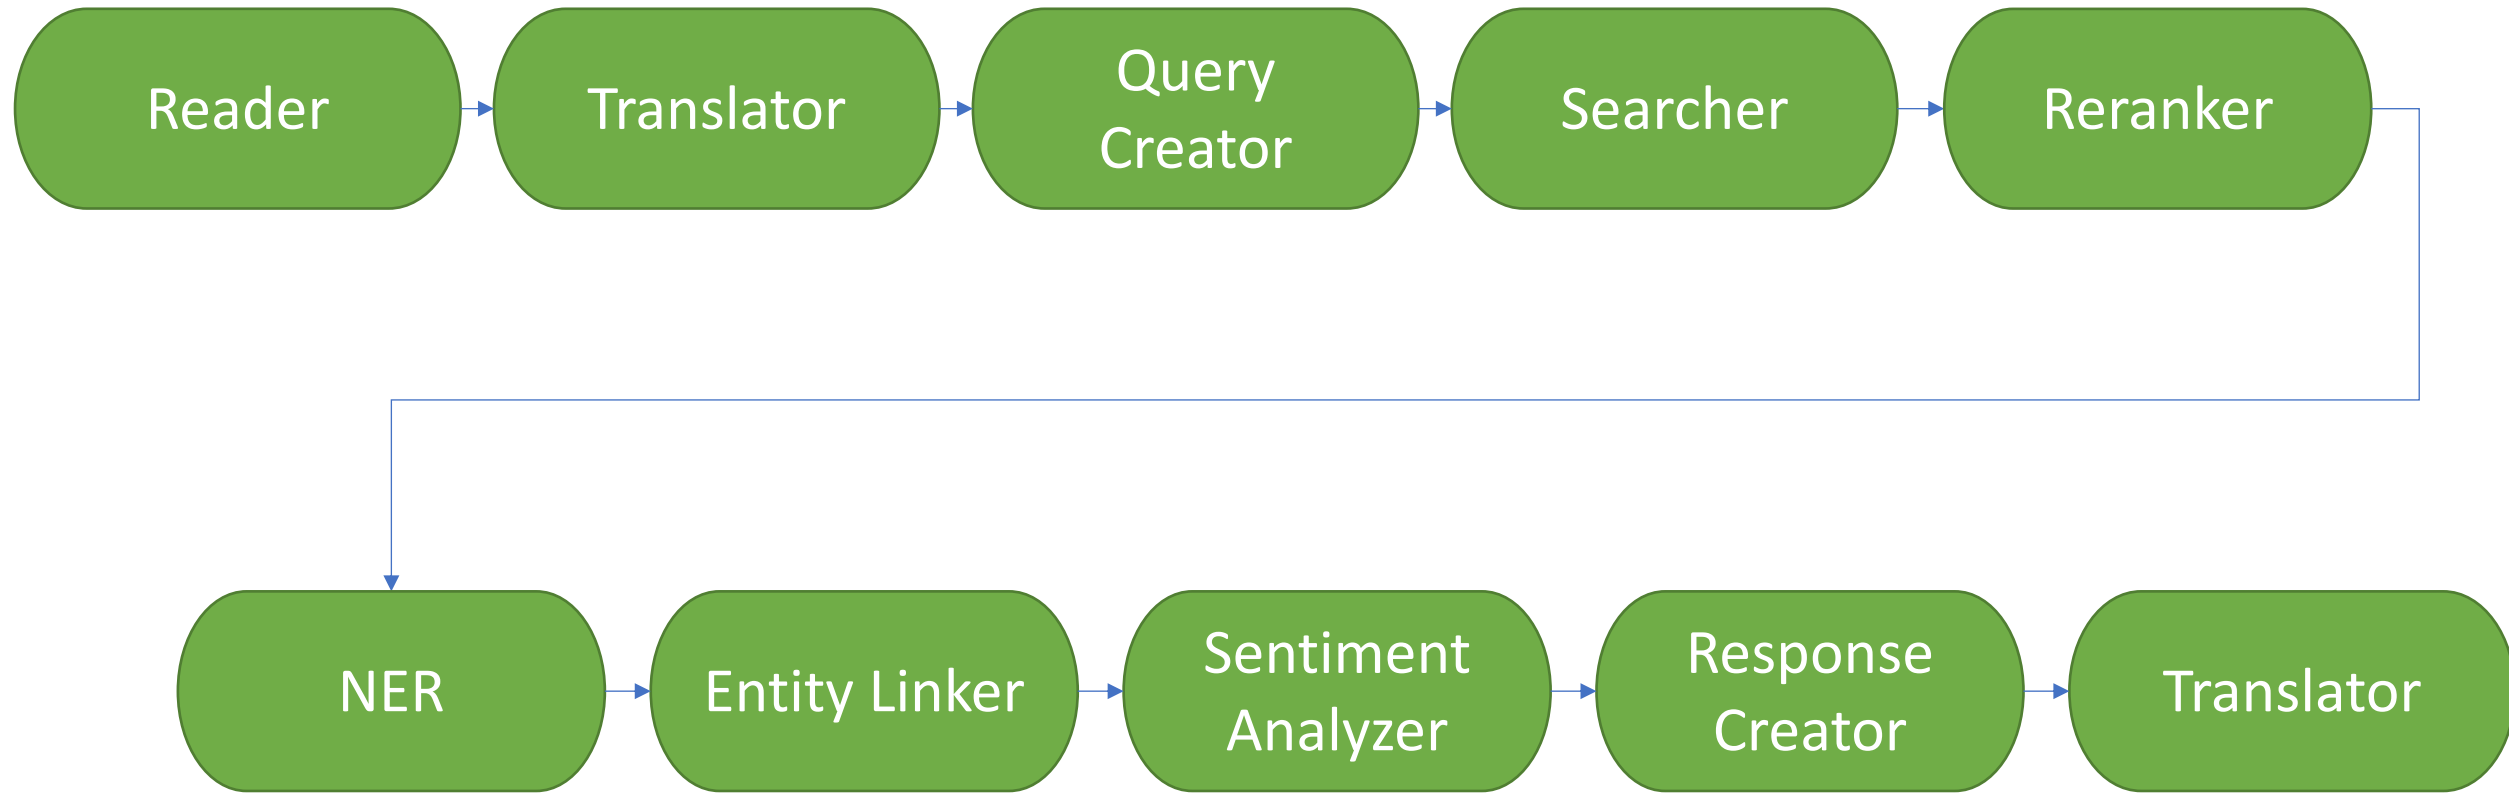 Reader
Translator
Query
Creator
Searcher
Reranker
NER
Entity Linker
Sentiment
Analyzer
Response
Creator
Translator